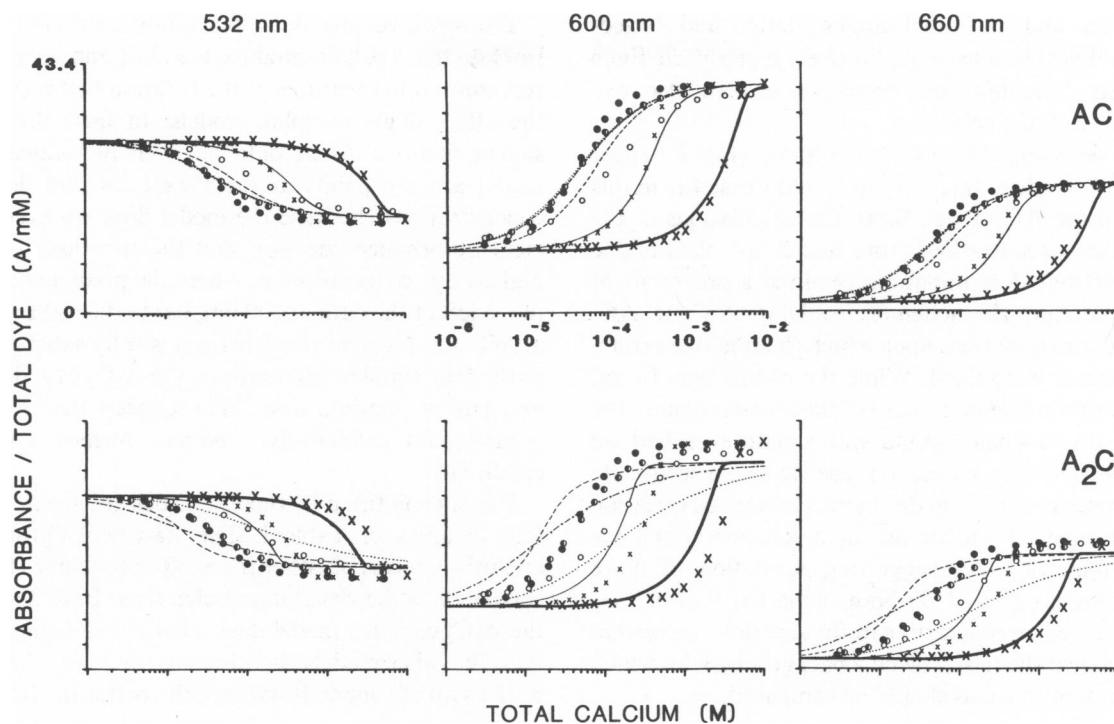 532 nm
600 nm
660 nm
43.4
AC
0
10⁻⁶ 10⁻⁵ 10⁻⁴ 10⁻³ 10⁻²
A₂C
ABSORBANCE / TOTAL DYE (A/mM)
TOTAL CALCIUM (M)